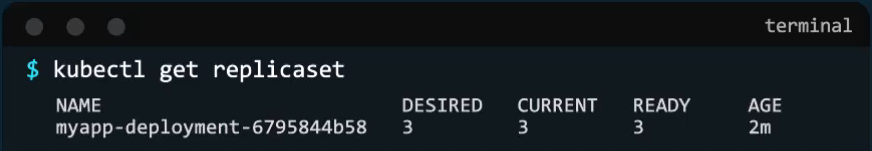 terminal
$ kubectl get replicaset
NAME DESIRED CURRENT READY AGE
myapp-deployment-6795844b58 3 3 3 2m